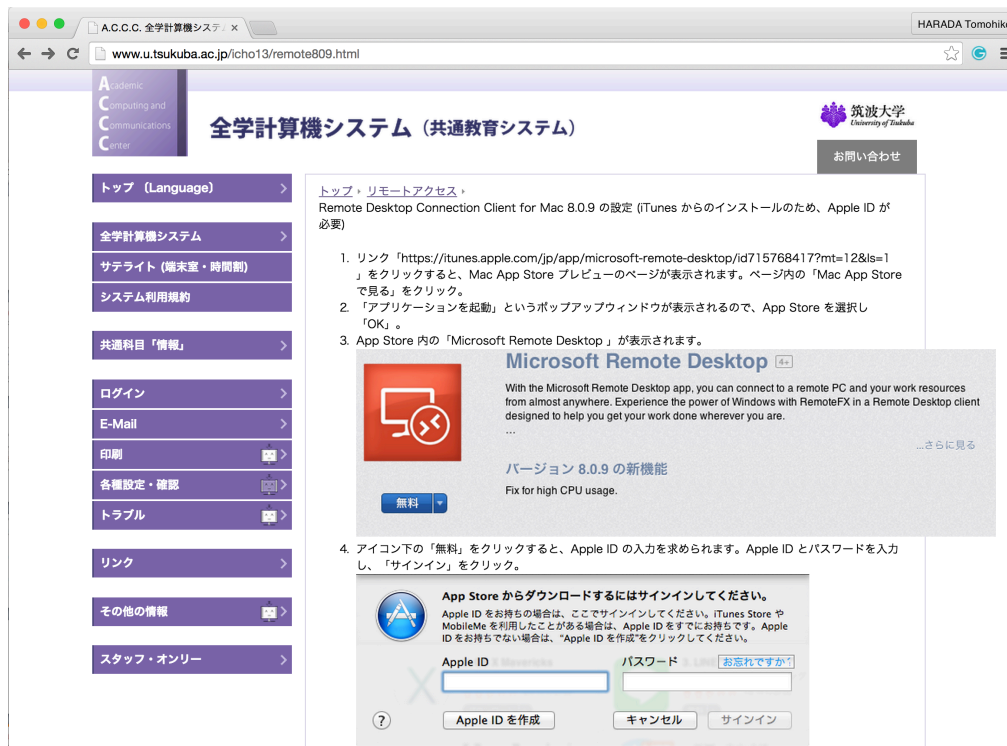 A.C.C.C. 全学計算機システ
HARADA Tomohik
www.u.tsukuba.ac.jp/icho13/remote809.html
Academic
Computing and
Communications
Center
全学計算機システム（共通教育システム）
筑波大学
University of Tsukuba
お問い合わせ
トップ （Language）
全学計算機システム
サテライト (端末室・時間割)
システム利用規約
共通科目「情報」
ログイン
E-Mail
印刷
各種設定・確認
トラブル
リンク
その他の情報
スタッフ・オンリー
トップ › リモートアクセス ›
Remote Desktop Connection Client for Mac 8.0.9 の設定 (iTunes からのインストールのため、Apple ID が
必要)
1. リンク「https://itunes.apple.com/jp/app/microsoft-remote-desktop/id715768417?mt=12&ls=1
」をクリックすると、Mac App Store プレビューのページが表示されます。ページ内の「Mac App Store
で見る」をクリック。
2. 「アプリケーションを起動」というポップアップウィンドウが表示されるので、App Store を選択し
「OK」。
3. App Store 内の「Microsoft Remote Desktop 」が表示されます。
Microsoft Remote Desktop 4+
With the Microsoft Remote Desktop app, you can connect to a remote PC and your work resources
from almost anywhere. Experience the power of Windows with RemoteFX in a Remote Desktop client
designed to help you get your work done wherever you are.
...
...さらに見る
バージョン 8.0.9 の新機能
Fix for high CPU usage.
無料
4. アイコン下の「無料」をクリックすると、Apple ID の入力を求められます。Apple ID とパスワードを入力
し、「サインイン」をクリック。
App Store からダウンロードするにはサインインしてください。
Apple ID をお持ちの場合は、ここでサインインしてください。iTunes Store や
MobileMe を利用したことがある場合は、Apple ID をすでにお持ちです。Apple
ID をお持ちでない場合は、“Apple ID を作成”をクリックしてください。
Apple ID
パスワード
お忘れですか?
?
Apple ID を作成
キャンセル
サインイン